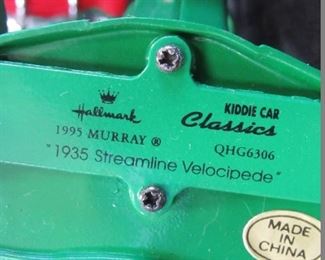 Hallmark
KIDDIE CAR
Classics
1995 MURRAY ®
QHG6306
"1935 Streamline Velocipede"
MADE
IN
CHINA